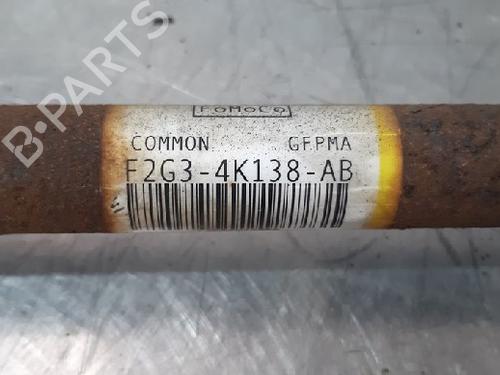 FoMoCo
COMMON GFPMA
F2G3-4K138-AB
B-PARTS